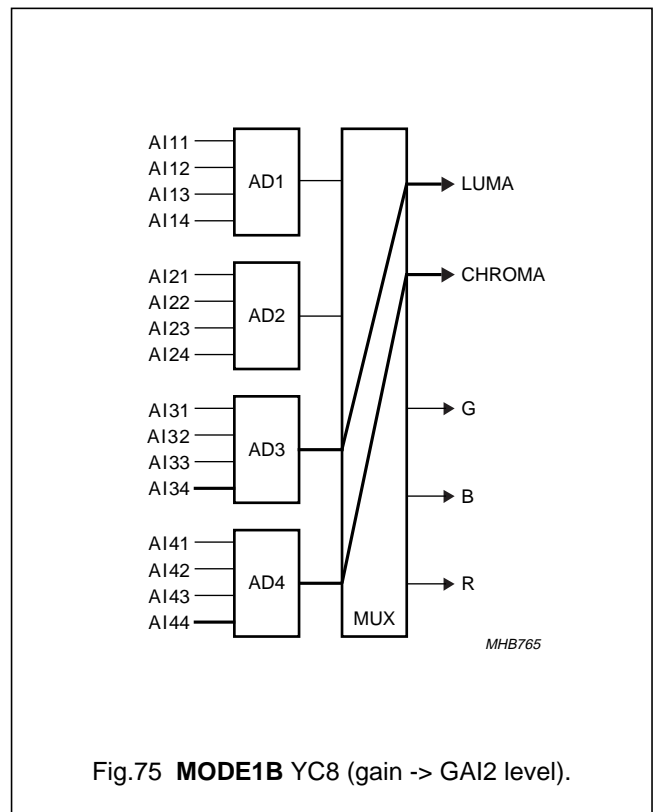 AI11
AI12
AI13
AI14
AD1
AI21
AI22
AI23
AI24
AD2
AI31
AI32
AI33
AI34
AD3
AI41
AI42
AI43
AI44
AD4
MUX
LUMA
CHROMA
G
B
R
MHB765
Fig.75 MODE1B YC8 (gain -> GAI2 level).